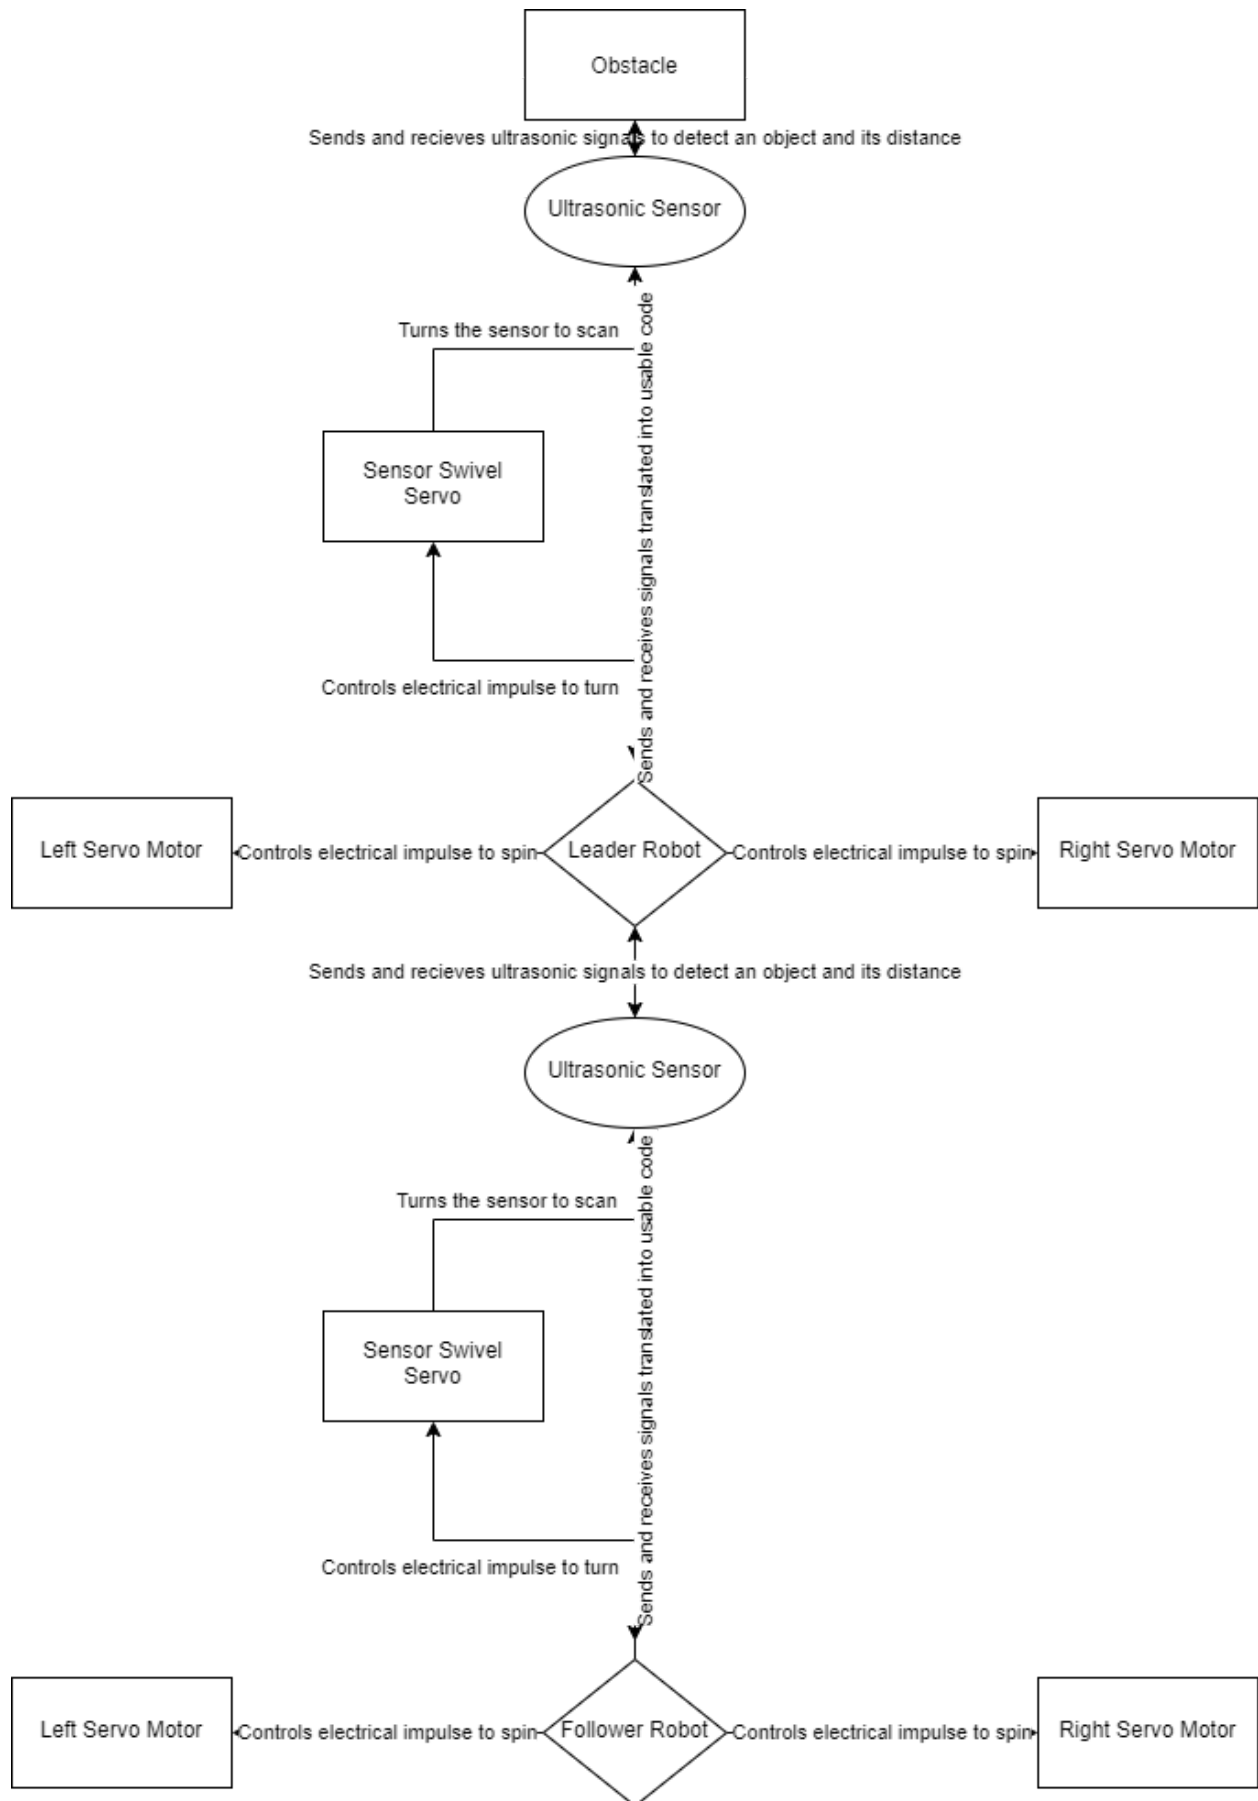 Obstacle
Sends and recieves ultrasonic signals to detect an object and its distance
Ultrasonic Sensor
Turns the sensor to scan
Sends and receives signals translated into usable code
Sensor Swivel
Servo
Controls electrical impulse to turn
Left Servo Motor
Controls electrical impulse to spin
Leader Robot
Controls electrical impulse to spin
Right Servo Motor
Sends and recieves ultrasonic signals to detect an object and its distance
Ultrasonic Sensor
Turns the sensor to scan
Sends and receives signals translated into usable code
Sensor Swivel
Servo
Controls electrical impulse to turn
Left Servo Motor
Controls electrical impulse to spin
Follower Robot
Controls electrical impulse to spin
Right Servo Motor